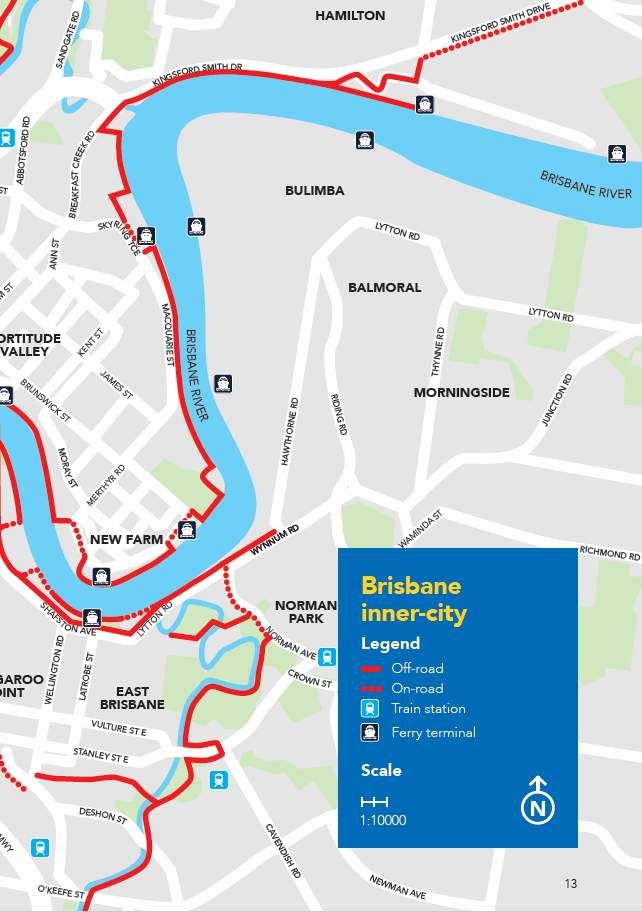 HAMILTON
SANDGATE RD
KINGSFORD SMITH DRIVE
KINGSFORD SMITH DR
ABBOTSFORD RD
BREAKFAST CREEK RD
BRISBANE RIVER
BULIMBA
ST
SKYRING TCE
ANN ST
LYTTON RD
BALMORAL
LYTTON RD
M ST
MACQUARIE ST
BRISBANE RIVER
ORTITUDE
VALLEY
KENT ST
THYNNE RD
JAMES ST
BRUNSWICK ST
MORNINGSIDE
JUNCTION RD
HAWTHORNE RD
RIDING RD
MORAY ST
MERTHYR RD
NEW FARM
WYNNUM RD
WAMINDA ST
RICHMOND RD
SHAFSTON AVE
LYTTON RD
NORMAN
PARK
NORMAN AVE
WELLINGTON RD
LATROBE ST
CROWN ST
GAROO
OINT
EAST
BRISBANE
VULTURE ST E
STANLEY ST E
DESHON ST
MWY
CAVENDISH RD
O'KEEFE ST
NEWMAN AVE
Brisbane
inner-city
Legend
Off-road
On-road
Train station
Ferry terminal
Scale
1:10000
N
13